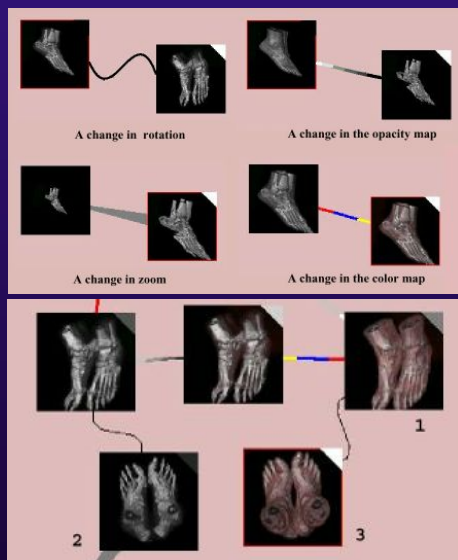 A change in rotation
A change in the opacity map
A change in zoom
A change in the color map
1
2
3